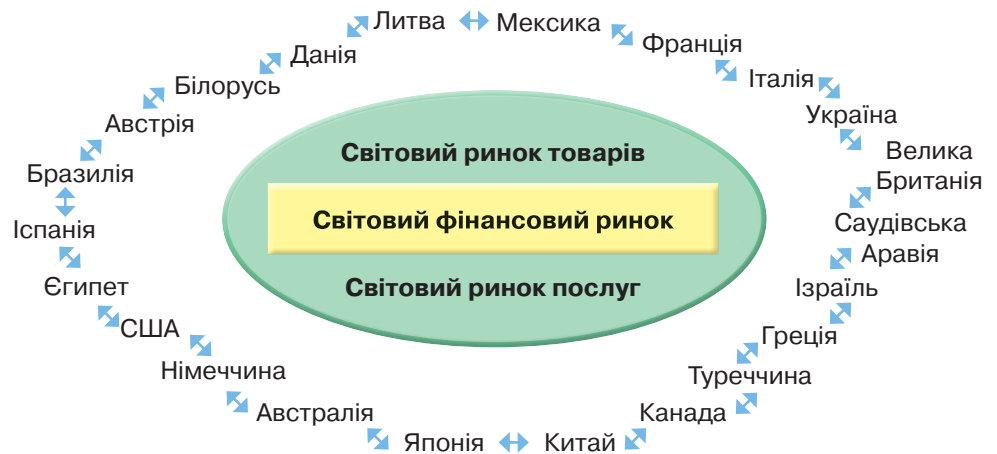 Литва
Мексика
Данія
Франція
Білорусь
Італія
Австрія
Україна
Світовий ринок товарів
Велика
Британія
Бразилія
Світовий фінансовий ринок
Іспанія
Саудівська
Аравія
Єгипет
Світовий ринок послуг
Ізраїль
США
Греція
Німеччина
Туреччина
Австралія
Канада
Японія
Китай